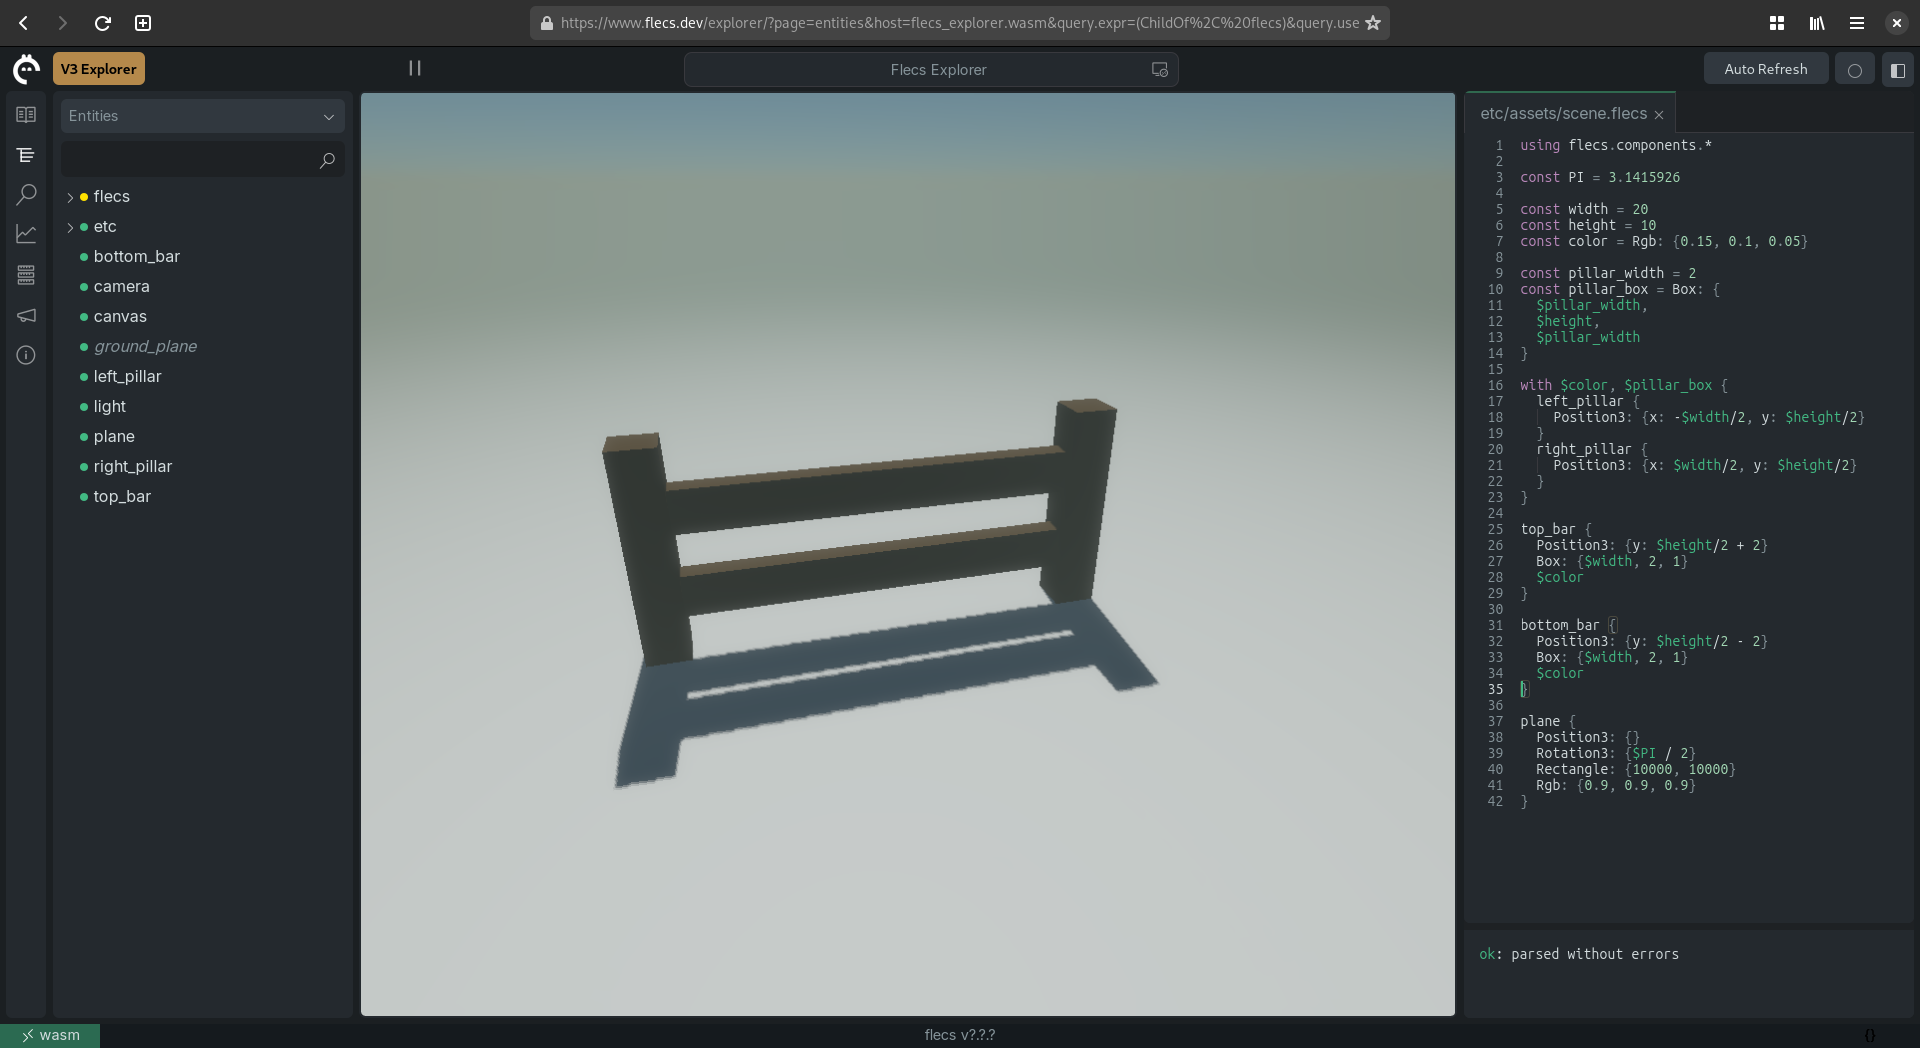 https://www.flecs.dev/explorer/?page=entities&host=flecs_explorer.wasm&query.expr=(ChildOf%2C%20flecs)&query.use
V3 Explorer
Flecs Explorer
Auto Refresh
Entities
flecs
etc
bottom_bar
camera
canvas
ground_plane
left_pillar
light
plane
right_pillar
top_bar
etc/assets/scene.flecs
1 using flecs.components.*
2
3 const PI = 3.1415926
4
5 const width = 20
6 const height = 10
7 const color = Rgb: {0.15, 0.1, 0.05}
8
9 const pillar_width = 2
10 const pillar_box = Box: {
11   $pillar_width,
12   $height,
13   $pillar_width
14 }
15
16 with $color, $pillar_box {
17   left_pillar {
18     Position3: {x: -$width/2, y: $height/2}
19   }
20   right_pillar {
21     Position3: {x: $width/2, y: $height/2}
22   }
23 }
24
25 top_bar {
26   Position3: {y: $height/2 + 2}
27   Box: {$width, 2, 1}
28   $color
29 }
30
31 bottom_bar {
32   Position3: {y: $height/2 - 2}
33   Box: {$width, 2, 1}
34   $color
35 }
36
37 plane {
38   Position3: {}
39   Rotation3: {$PI / 2}
40   Rectangle: {10000, 10000}
41   Rgb: {0.9, 0.9, 0.9}
42 }
ok: parsed without errors
wasm
flecs v?.?.?
{}